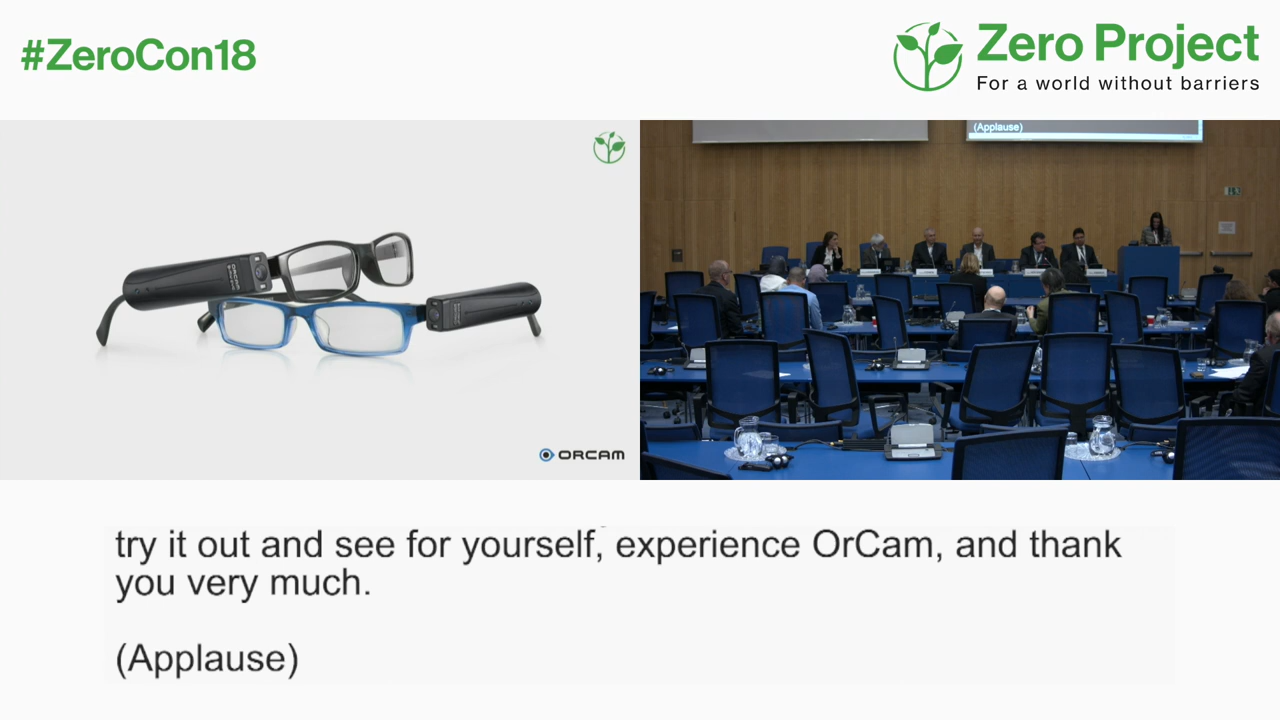 #ZeroCon18
Zero Project
For a world without barriers
(Applause)
ORCAM
ORCAM
try it out and see for yourself, experience OrCam, and thank
you very much.
(Applause)